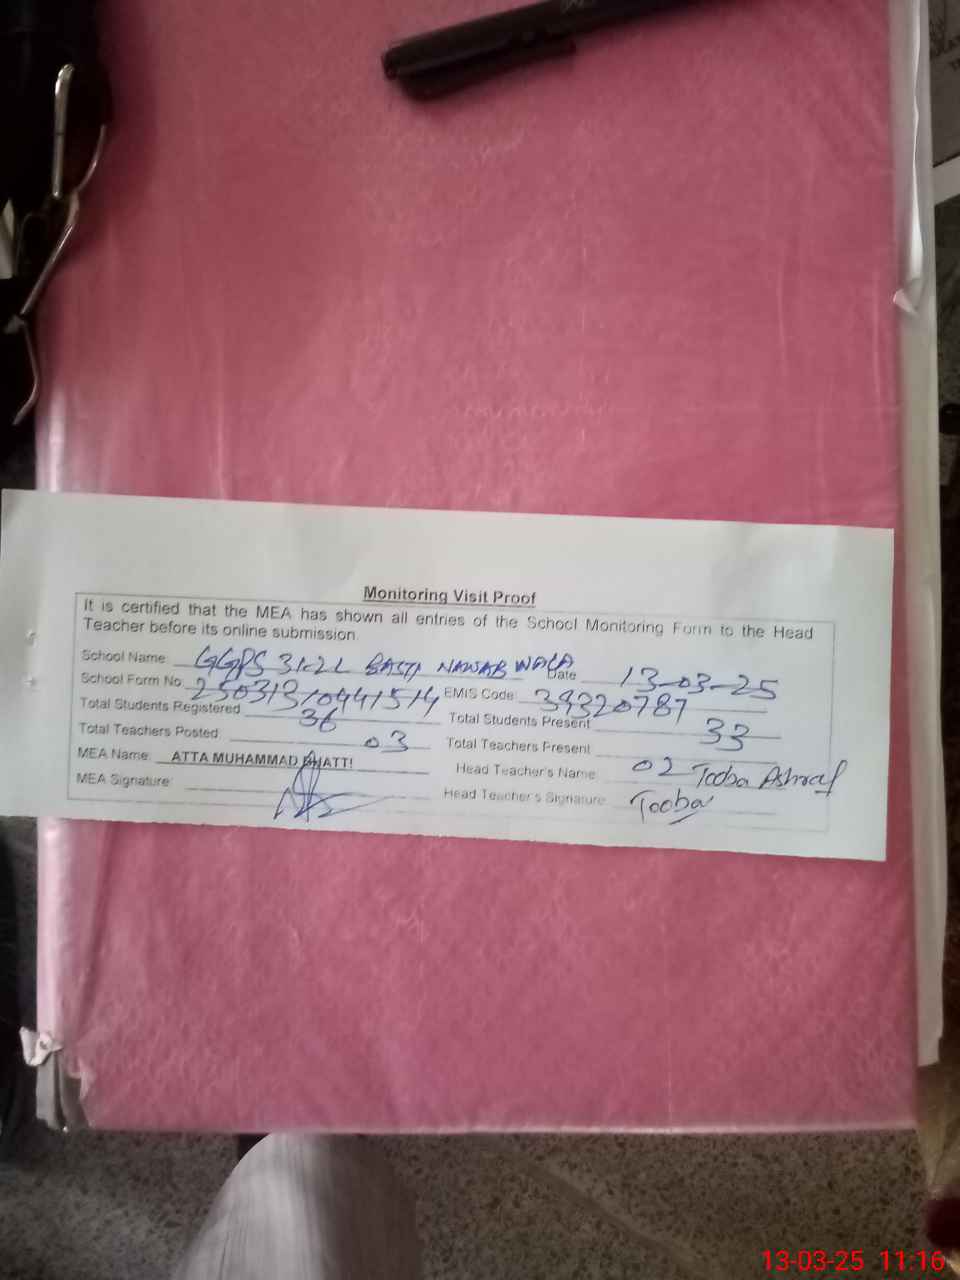 Monitoring Visit Proof
It is certified that the MEA has shown all entries of the School Monitoring Form to the Head
Teacher before its online submission.
School Name GGPS 31-2L BASTI NAWAB WALA Date 13-03-25
School Form No: EMIS Code: 39320787
Total Students Registered 36 Total Students Present 33
Total Teachers Posted: 03 Total Teachers Present 02
MEA Name: ATTA MUHAMMAD BHATTI Head Teacher's Name: Tooba Ashraf
MEA Signature: Head Teacher's Signature: Tooba
13-03-25 11:16